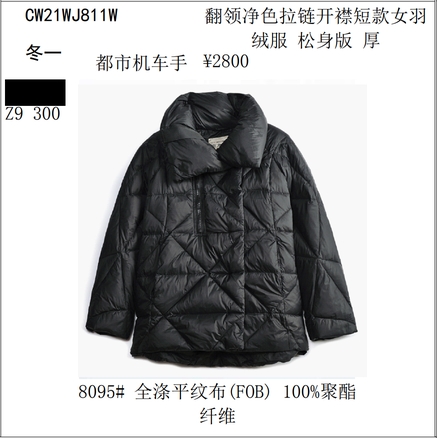 CW21WJ811W
翻领净色拉链开襟短款女羽
绒服 松身版 厚
冬一
都市机车手 ¥2800
Z9 300
8095# 全涤平纹布(FOB) 100%聚酯
纤维